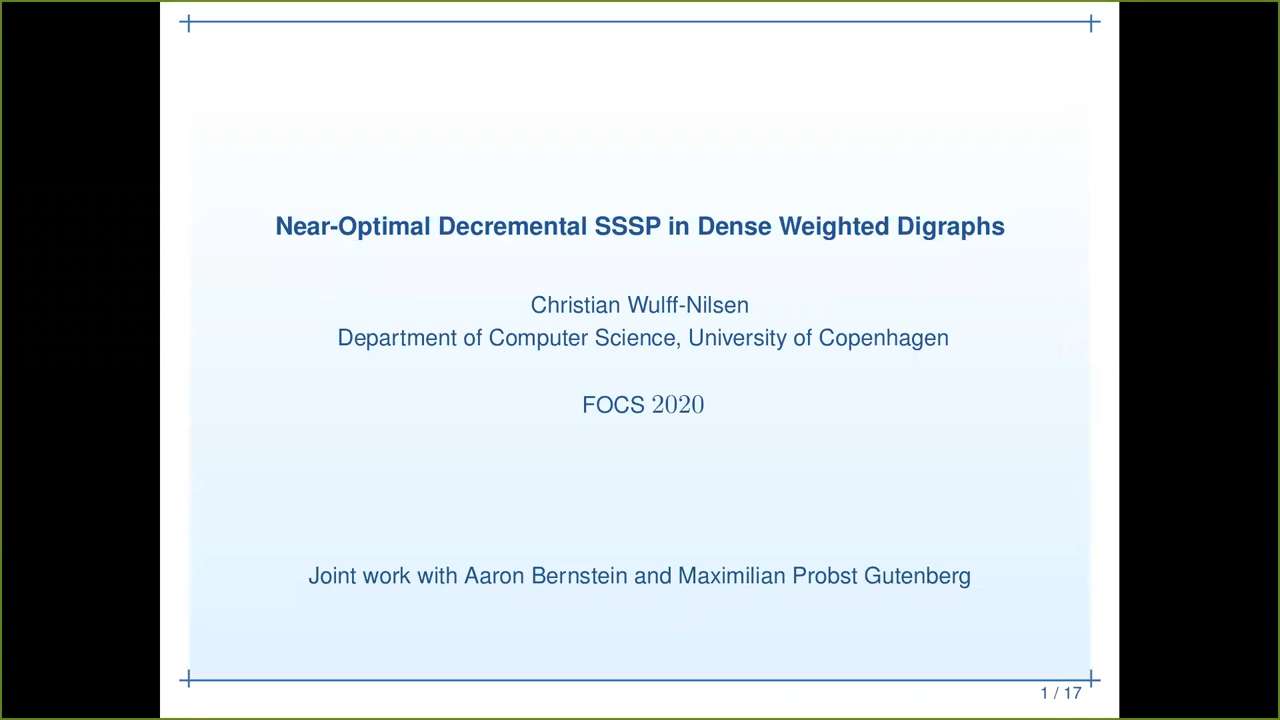 Near-Optimal Decremental SSSP in Dense Weighted Digraphs
Christian Wulff-Nilsen
Department of Computer Science, University of Copenhagen
FOCS 2020
Joint work with Aaron Bernstein and Maximilian Probst Gutenberg
1 / 17